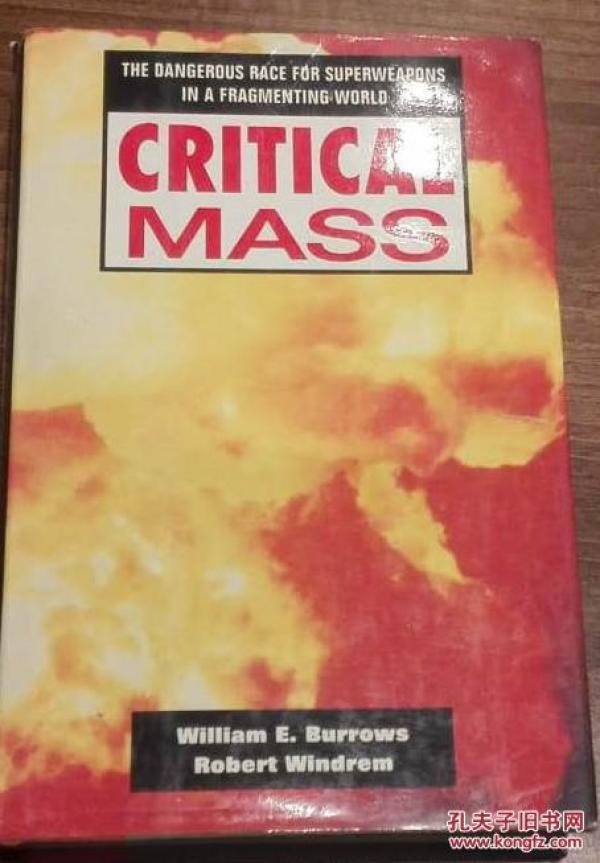 THE DANGEROUS RACE FOR SUPERWEAPONS
IN A FRAGMENTING WORLD
CRITICAL
MASS
William E. Burrows
Robert Windrem
孔夫子旧书网
www.kongfz.com